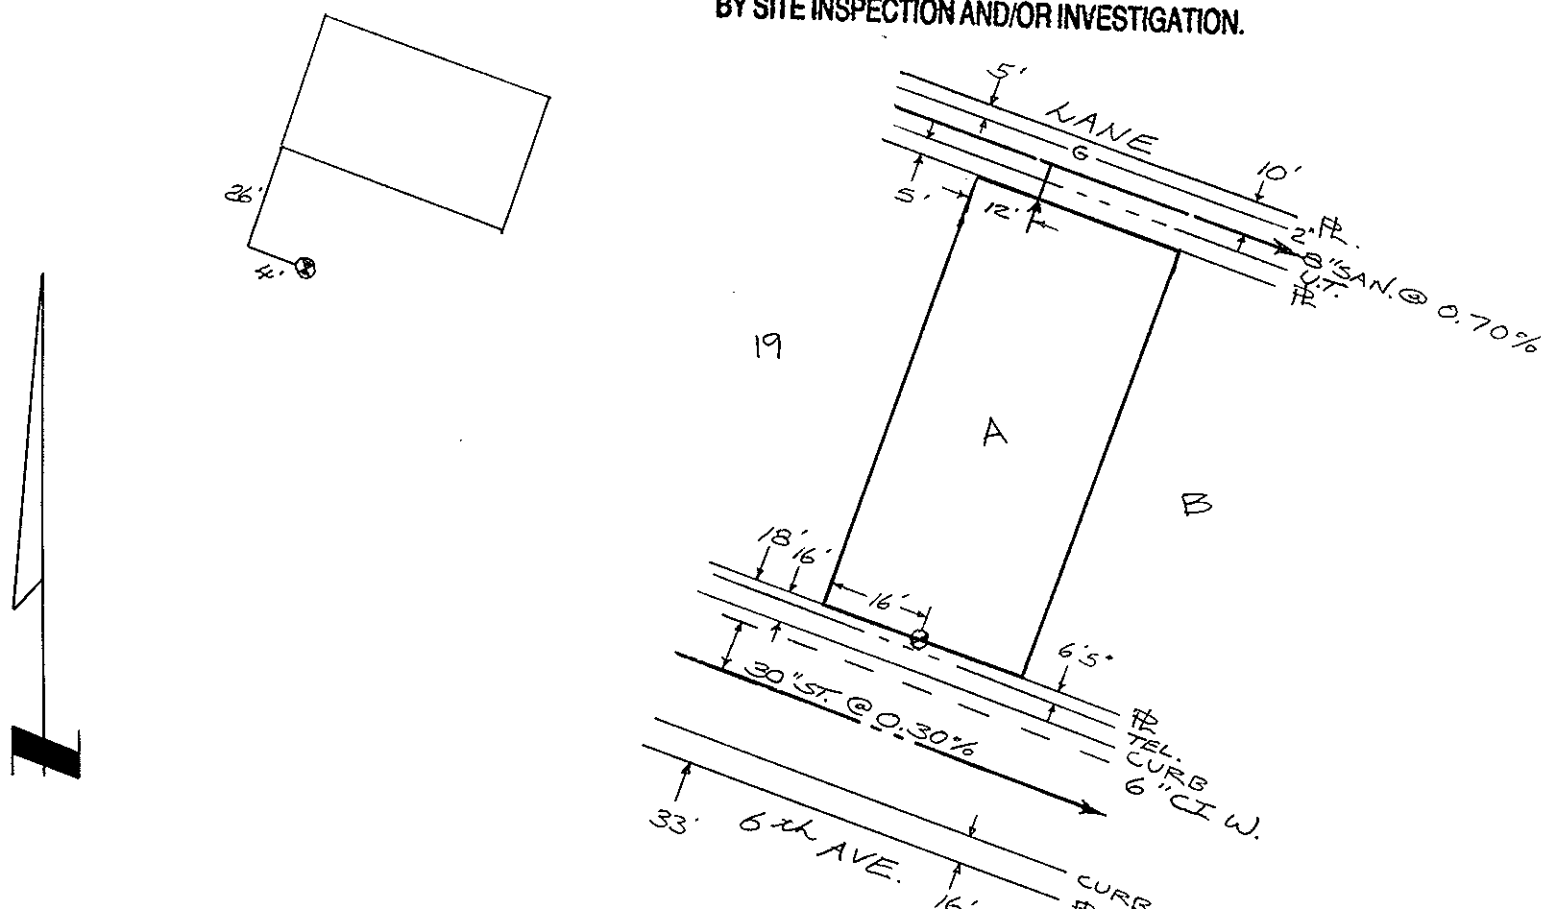 BY SITE INSPECTION AND/OR INVESTIGATION.
5'
LANE
G
10'
26'
5'
12'
PL.
2"
8" SAN. @ 0.70%
U.T.
PL
4'
19
A
B
18'
16'
16'
6'5"
30" ST. @ 0.30%
PL
TEL.
CURB
6" CI W.
33'
6th AVE.
CURB
16'
PL